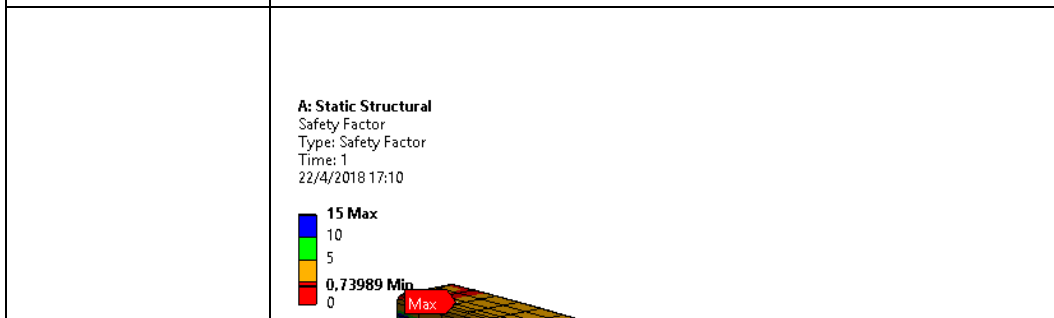 A: Static Structural
Safety Factor
Type: Safety Factor
Time: 1
22/4/2018 17:10
15 Max
10
5
0,73989 Min
0
Max